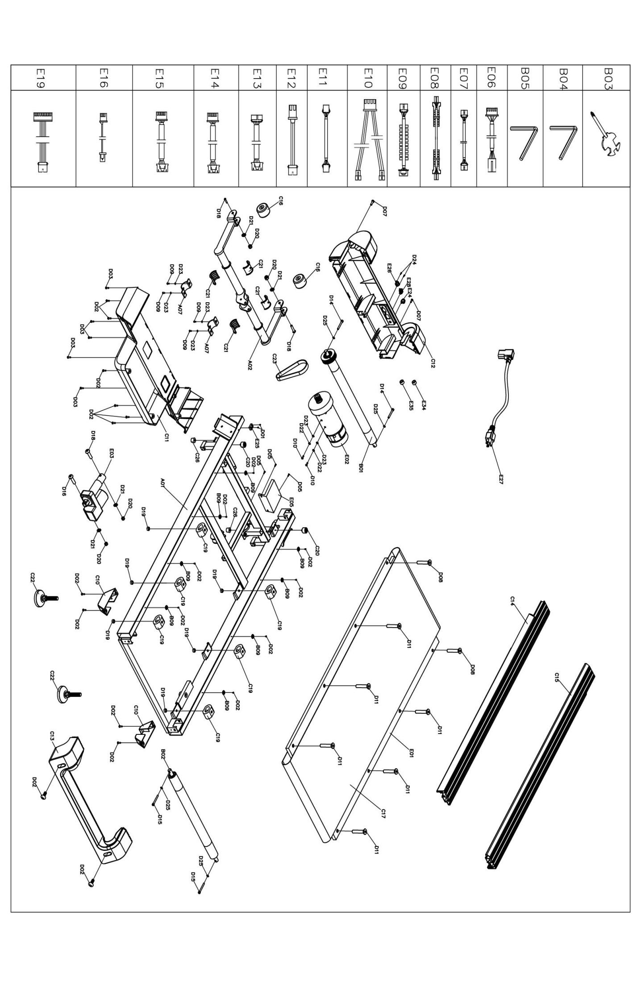 B03
B04
B05
E06
E07
E08
E09
E10
E11
E12
E13
E14
E15
E16
E19
E27
C14
C15
D08
D08
D11
D11
D11
D11
D11
D11
E01
C17
D07
C12
D07
D24
E26
E28
E24
E34
E35
D14
D25
D14
D25
B01
E02
D23
D22
D10
D23
D22
D10
C23
C16
C16
D18
D21
D20
C21
C21
D20
D21
C21
C21
D18
A02
D09
D23
D09
D23
A07
D09
D23
D09
D23
A07
D03
D02
D03
D03
D02
D03
D02
C11
D01
E25
C26
C20
D02
D05
B09
D05
D05
E05
D02
B09
C26
C20
A01
D18
E03
D16
D21
D20
D21
D20
D19
C19
D02
B09
D02
B09
D19
C19
B09
D02
D19
C19
D19
C19
B09
D02
D02
B09
D19
C19
D02
B09
D19
C19
C22
D02
C10
D02
C22
D02
C10
D02
C13
D02
D02
B02
D25
D15
D25
D15